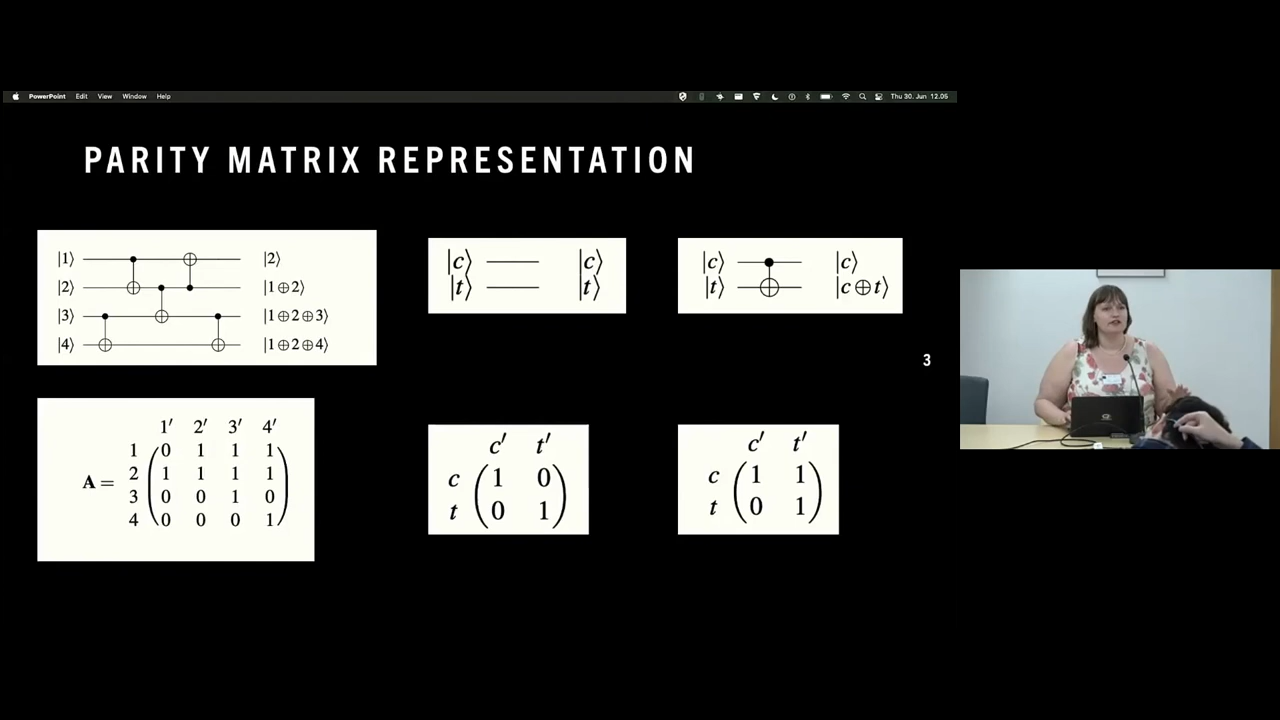 PowerPoint Edit View Window Help Thu 30. Jun 12.05
PARITY MATRIX REPRESENTATION
|1⟩ |2⟩
|2⟩ |1⊕2⟩
|3⟩ |1⊕2⊕3⟩
|4⟩ |1⊕2⊕4⟩
|c⟩ |c⟩
|t⟩ |t⟩
|c⟩ |c⟩
|t⟩ |c⊕t⟩
3
1′ 2′ 3′ 4′
1 0 1 1 1
A = 2 1 1 1 1
3 0 0 1 0
4 0 0 0 1
c′ t′
c 1 0
t 0 1
c′ t′
c 1 1
t 0 1